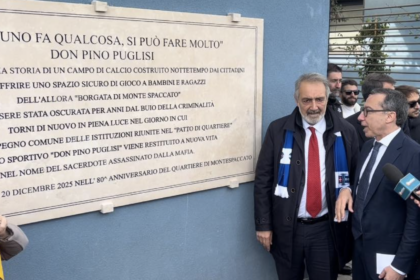 UNO FA QUALCOSA, SI PUÒ FARE MOLTO"
DON PINO PUGLISI
STORIA DI UN CAMPO DI CALCIO COSTRUITO NOTTETEMPO DAI CITTADINI
OFFRIRE UNO SPAZIO SICURO DI GIOCO A BAMBINI E RAGAZZI
DELL'ALLORA "BORGATA DI MONTE SPACCATO"
ESSERE STATA OSCURATA PER ANNI DAL BUIO DELLA CRIMINALITÀ
TORNI DI NUOVO IN PIENA LUCE NEL GIORNO IN CUI
PEGNO COMUNE DELLE ISTITUZIONI RIUNITE NEL "PATTO DI QUARTIERE"
O SPORTIVO "DON PINO PUGLISI" VIENE RESTITUITO A NUOVA VITA
NEL NOME DEL SACERDOTE ASSASSINATO DALLA MAFIA.
20 DICEMBRE 2025 NELL' 80° ANNIVERSARIO DEL QUARTIERE DI MONTESPACCATO